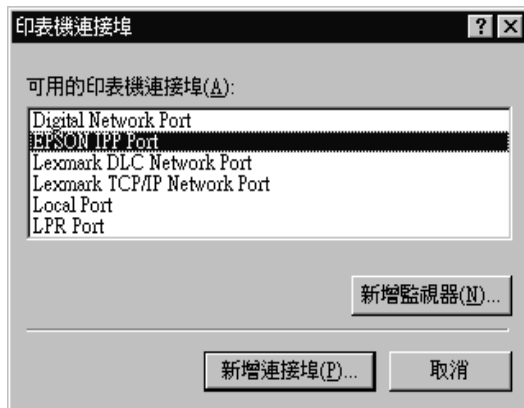 印表機連接埠
可用的印表機連接埠(A):
Digital Network Port
EPSON IPP Port
Lexmark DLC Network Port
Lexmark TCP/IP Network Port
Local Port
LPR Port
新增監視器(N)...
新增連接埠(P)...
取消